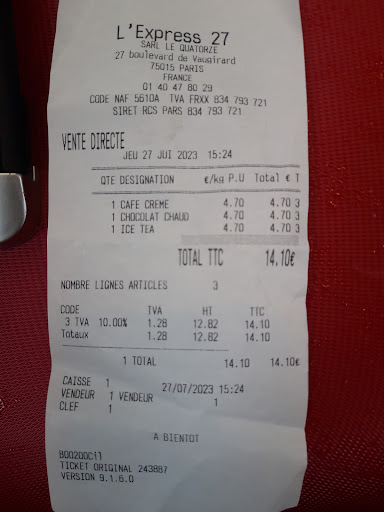 L'Express 27
SARL LE QUATORZE
27 boulevard de Vaugirard
75015 PARIS
FRANCE
01 40 47 80 29
CODE NAF 5610A TVA FRXX 834 793 721
SIRET RCS PARS 834 793 721
VENTE DIRECTE
JEU 27 JUI 2023 15:24
QTE DESIGNATION €/kg P.U Total € T
1 CAFE CREME 4.70 4.70 3
1 CHOCOLAT CHAUD 4.70 4.70 3
1 ICE TEA 4.70 4.70 3
TOTAL TTC 14.10€
NOMBRE LIGNES ARTICLES 3
CODE TVA HT TTC
3 TVA 10.00% 1.28 12.82 14.10
Totaux 1.28 12.82 14.10
1 TOTAL 14.10 14.10€
CAISSE 1 27/07/2023 15:24
VENDEUR 1 VENDEUR 1
CLEF 1
A BIENTOT
B00200Cil
TICKET ORIGINAL 243887
VERSION 9.1.6.0